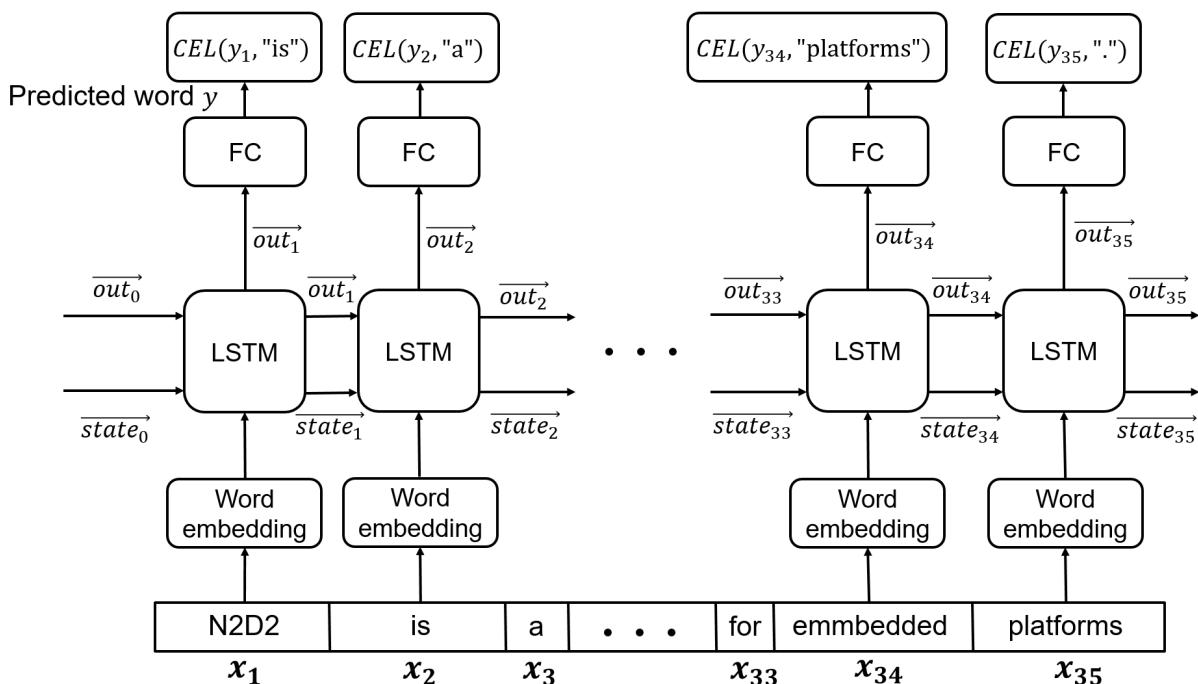 CEL(y₁, "is")
CEL(y₂, "a")
CEL(y₃₄, "platforms")
CEL(y₃₅, ".")
Predicted word y
FC
FC
FC
FC
out₁
out₂
out₃₄
out₃₅
out₀
out₁
out₂
out₃₃
out₃₄
out₃₅
LSTM
LSTM
• • •
LSTM
LSTM
state₀
state₁
state₂
state₃₃
state₃₄
state₃₅
Word
embedding
Word
embedding
Word
embedding
Word
embedding
N2D2
is
a
• • •
for
emmbedded
platforms
x₁
x₂
x₃
x₃₃
x₃₄
x₃₅